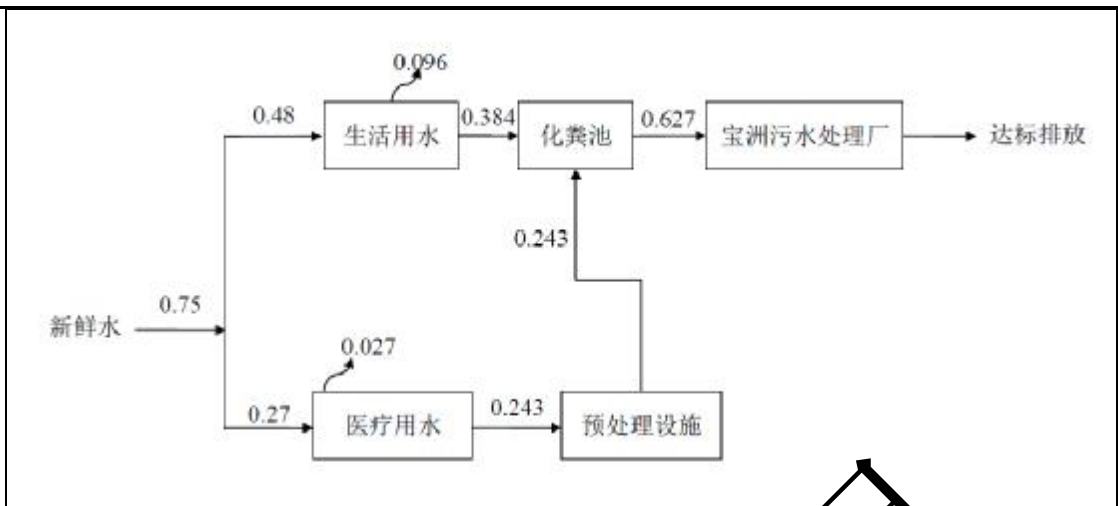 0.096
0.48
生活用水
0.384
化粪池
0.627
宝洲污水处理厂
达标排放
0.243
新鲜水
0.75
0.027
0.27
医疗用水
0.243
预处理设施